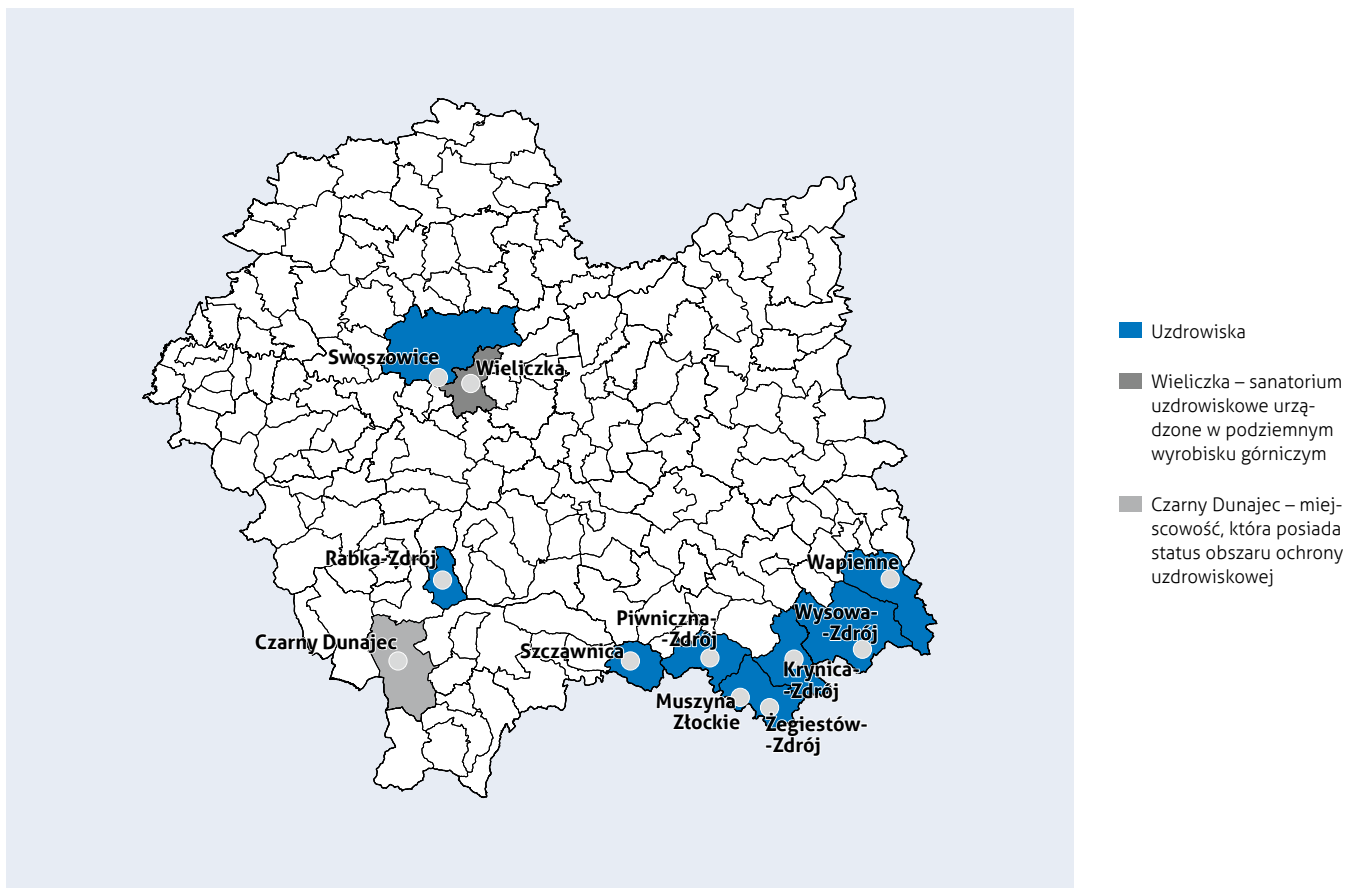 Swoszowice
Wieliczka
Rabka-Zdrój
Czarny Dunajec
Szczawnica
Piwniczna-
-Zdrój
Muszyna
Złockie
Żegiestów-
-Zdrój
Krynica-
-Zdrój
Wysowa-
-Zdrój
Wapienne
Uzdrowiska
Wieliczka – sanatorium
uzdrowiskowe urzą-
dzone w podziemnym
wyrobisku górniczym
Czarny Dunajec – miej-
scowość, która posiada
status obszaru ochrony
uzdrowiskowej